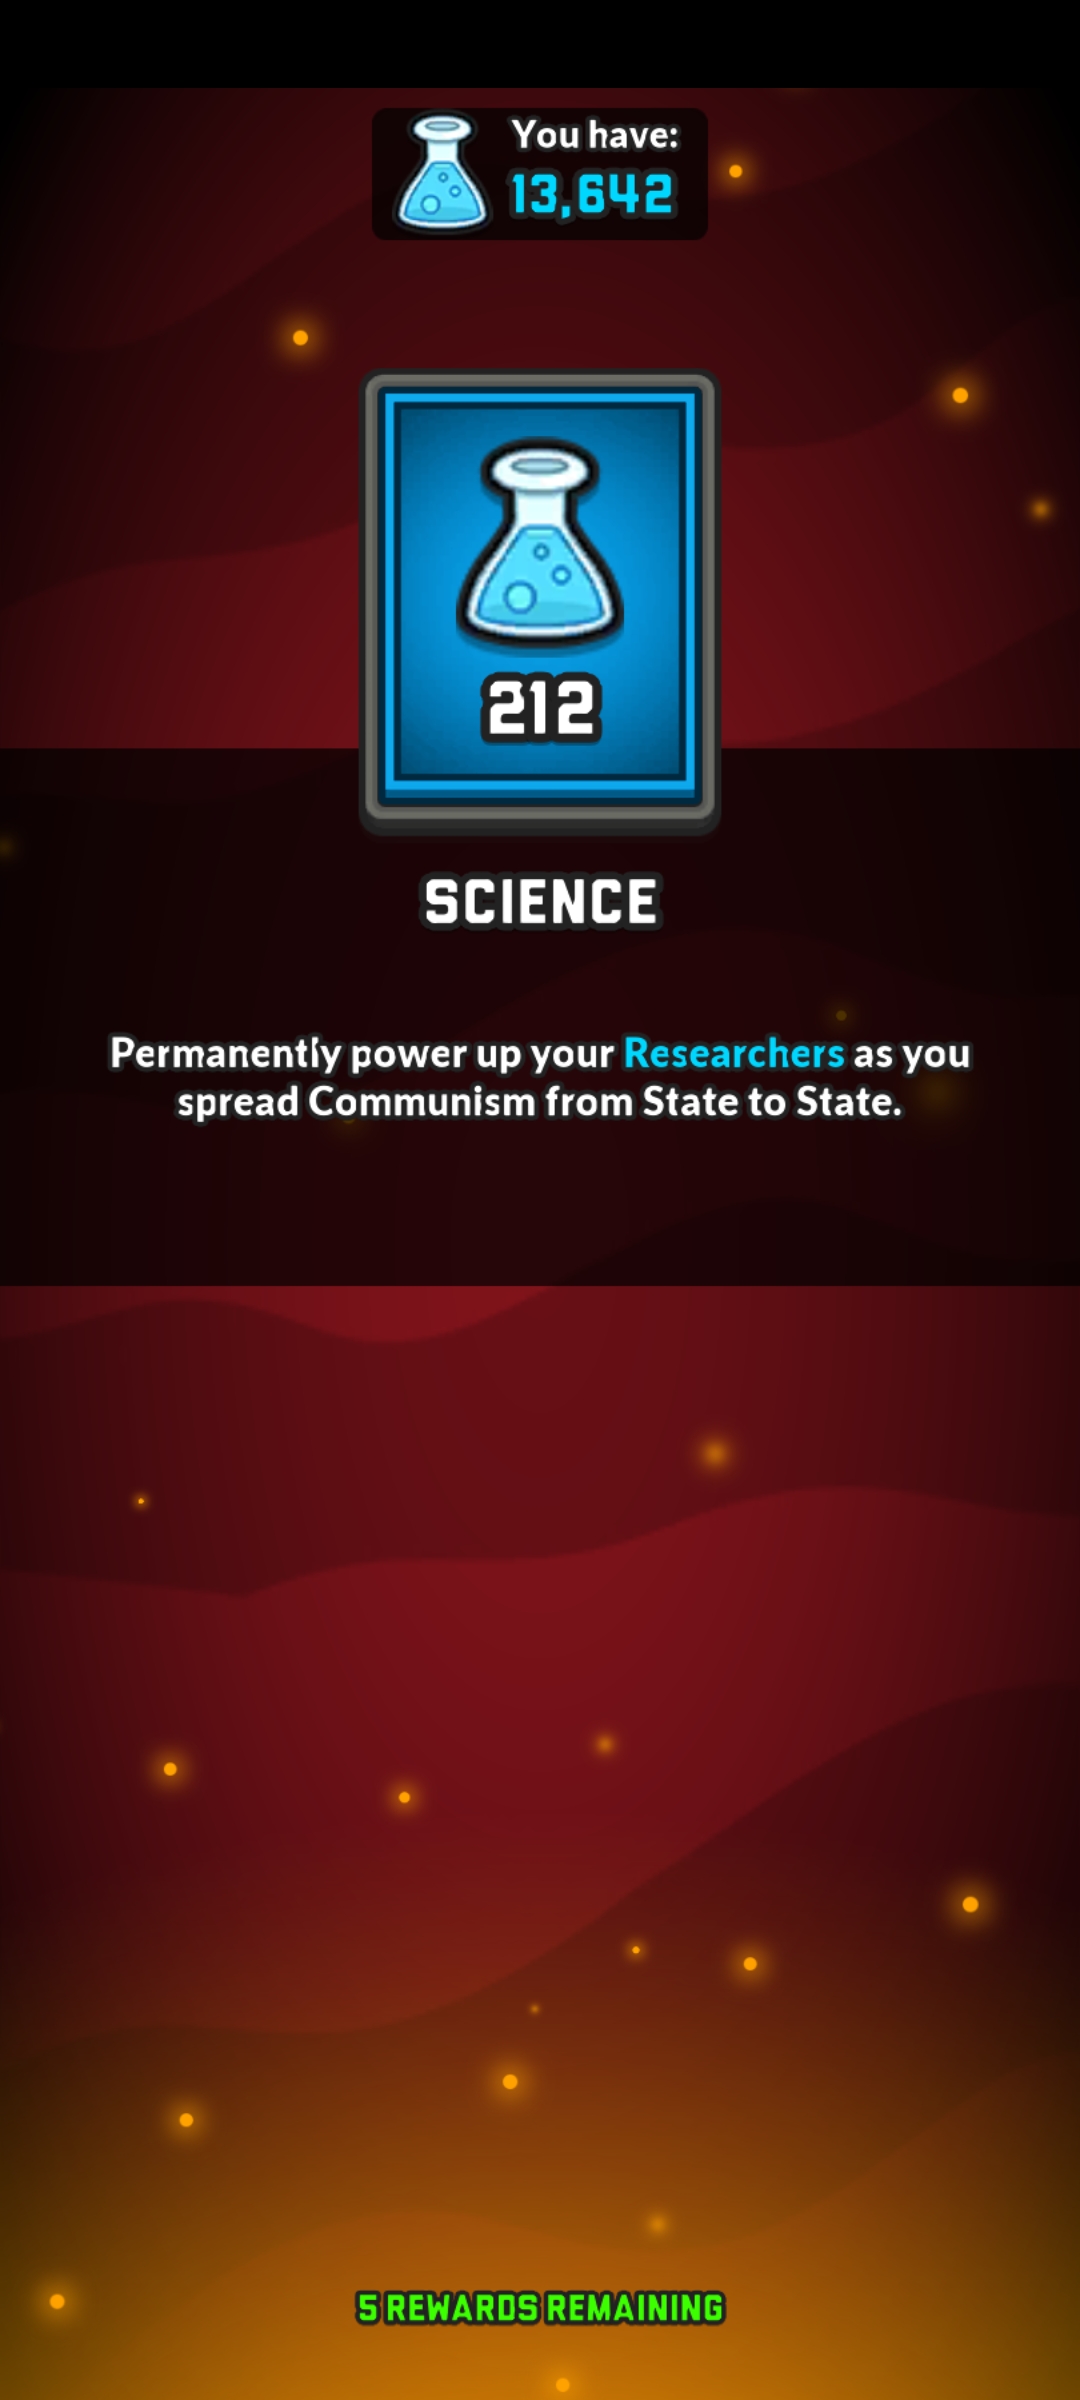 You have:
13,642
212
SCIENCE
Permanently power up your Researchers as you
spread Communism from State to State.
5 REWARDS REMAINING